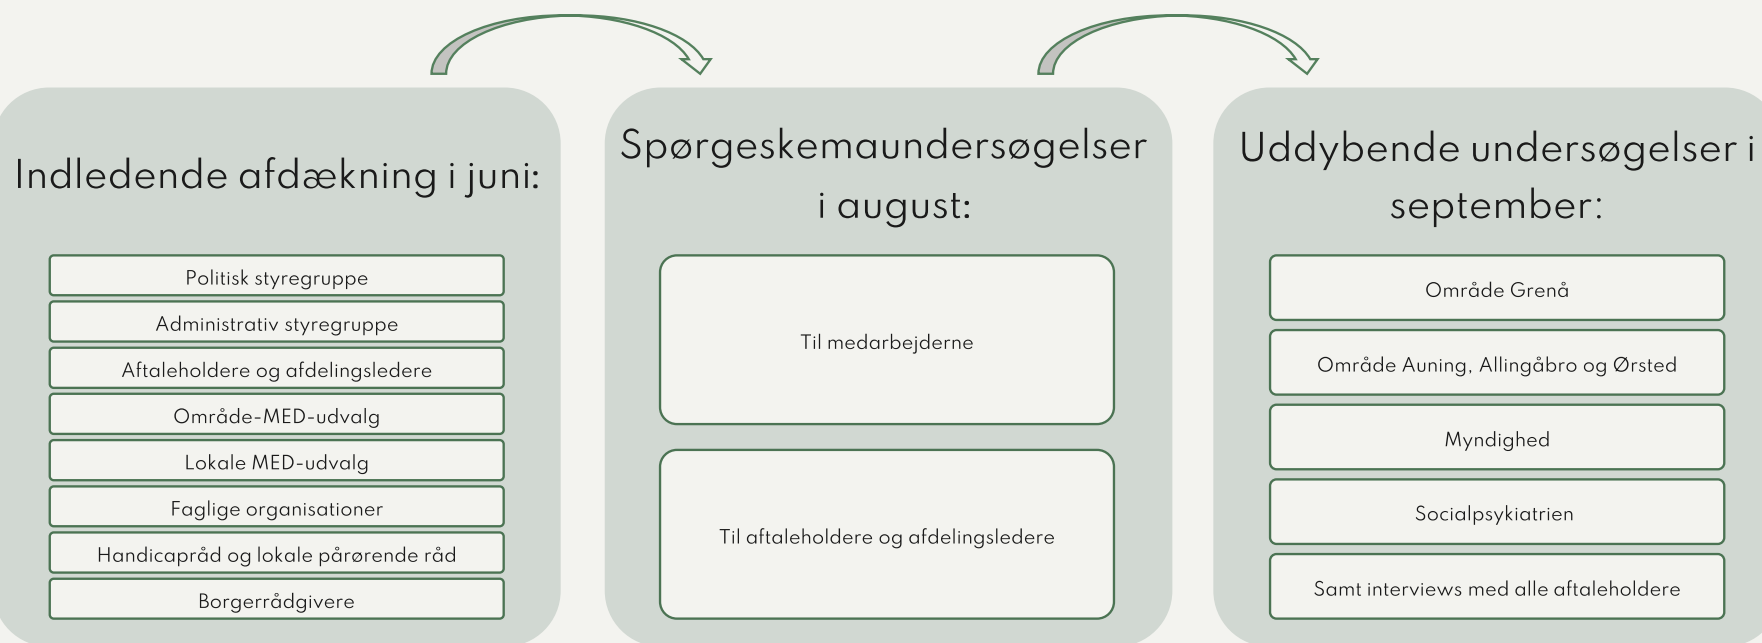 Indledende afdækning i juni:
Politisk styregruppe
Administrativ styregruppe
Aftaleholdere og afdelingsledere
Område-MED-udvalg
Lokale MED-udvalg
Faglige organisationer
Handicapråd og lokale pårørende råd
Borgerrådgivere
Spørgeskemaundersøgelser
i august:
Til medarbejderne
Til aftaleholdere og afdelingsledere
Uddybende undersøgelser i
september:
Område Grenå
Område Auning, Allingåbro og Ørsted
Myndighed
Socialpsykiatrien
Samt interviews med alle aftaleholdere